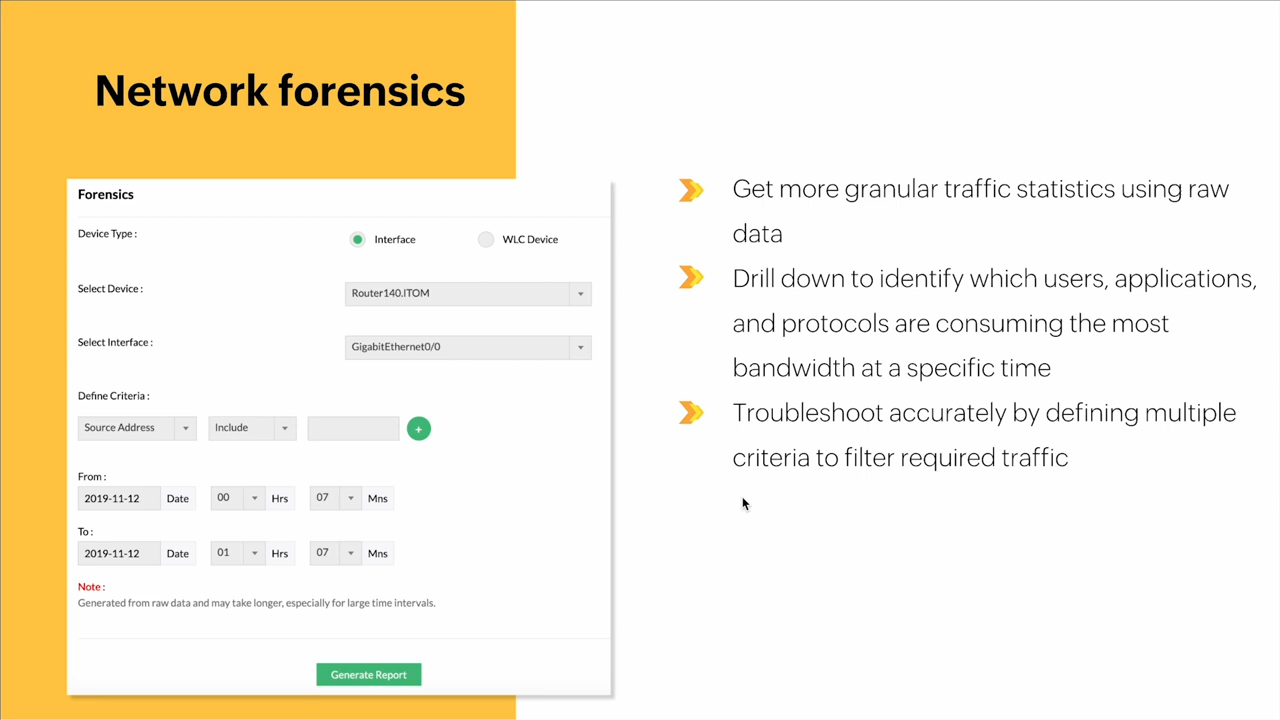 Network forensics
Forensics
Device Type :
Interface
WLC Device
Select Device :
Router140.ITOM
Select Interface :
GigabitEthernet0/0
Define Criteria :
Source Address
Include
+
From :
2019-11-12 Date 00 Hrs 07 Mns
To :
2019-11-12 Date 01 Hrs 07 Mns
Note :
Generated from raw data and may take longer, especially for large time intervals.
Generate Report
Get more granular traffic statistics using raw
data
Drill down to identify which users, applications,
and protocols are consuming the most
bandwidth at a specific time
Troubleshoot accurately by defining multiple
criteria to filter required traffic